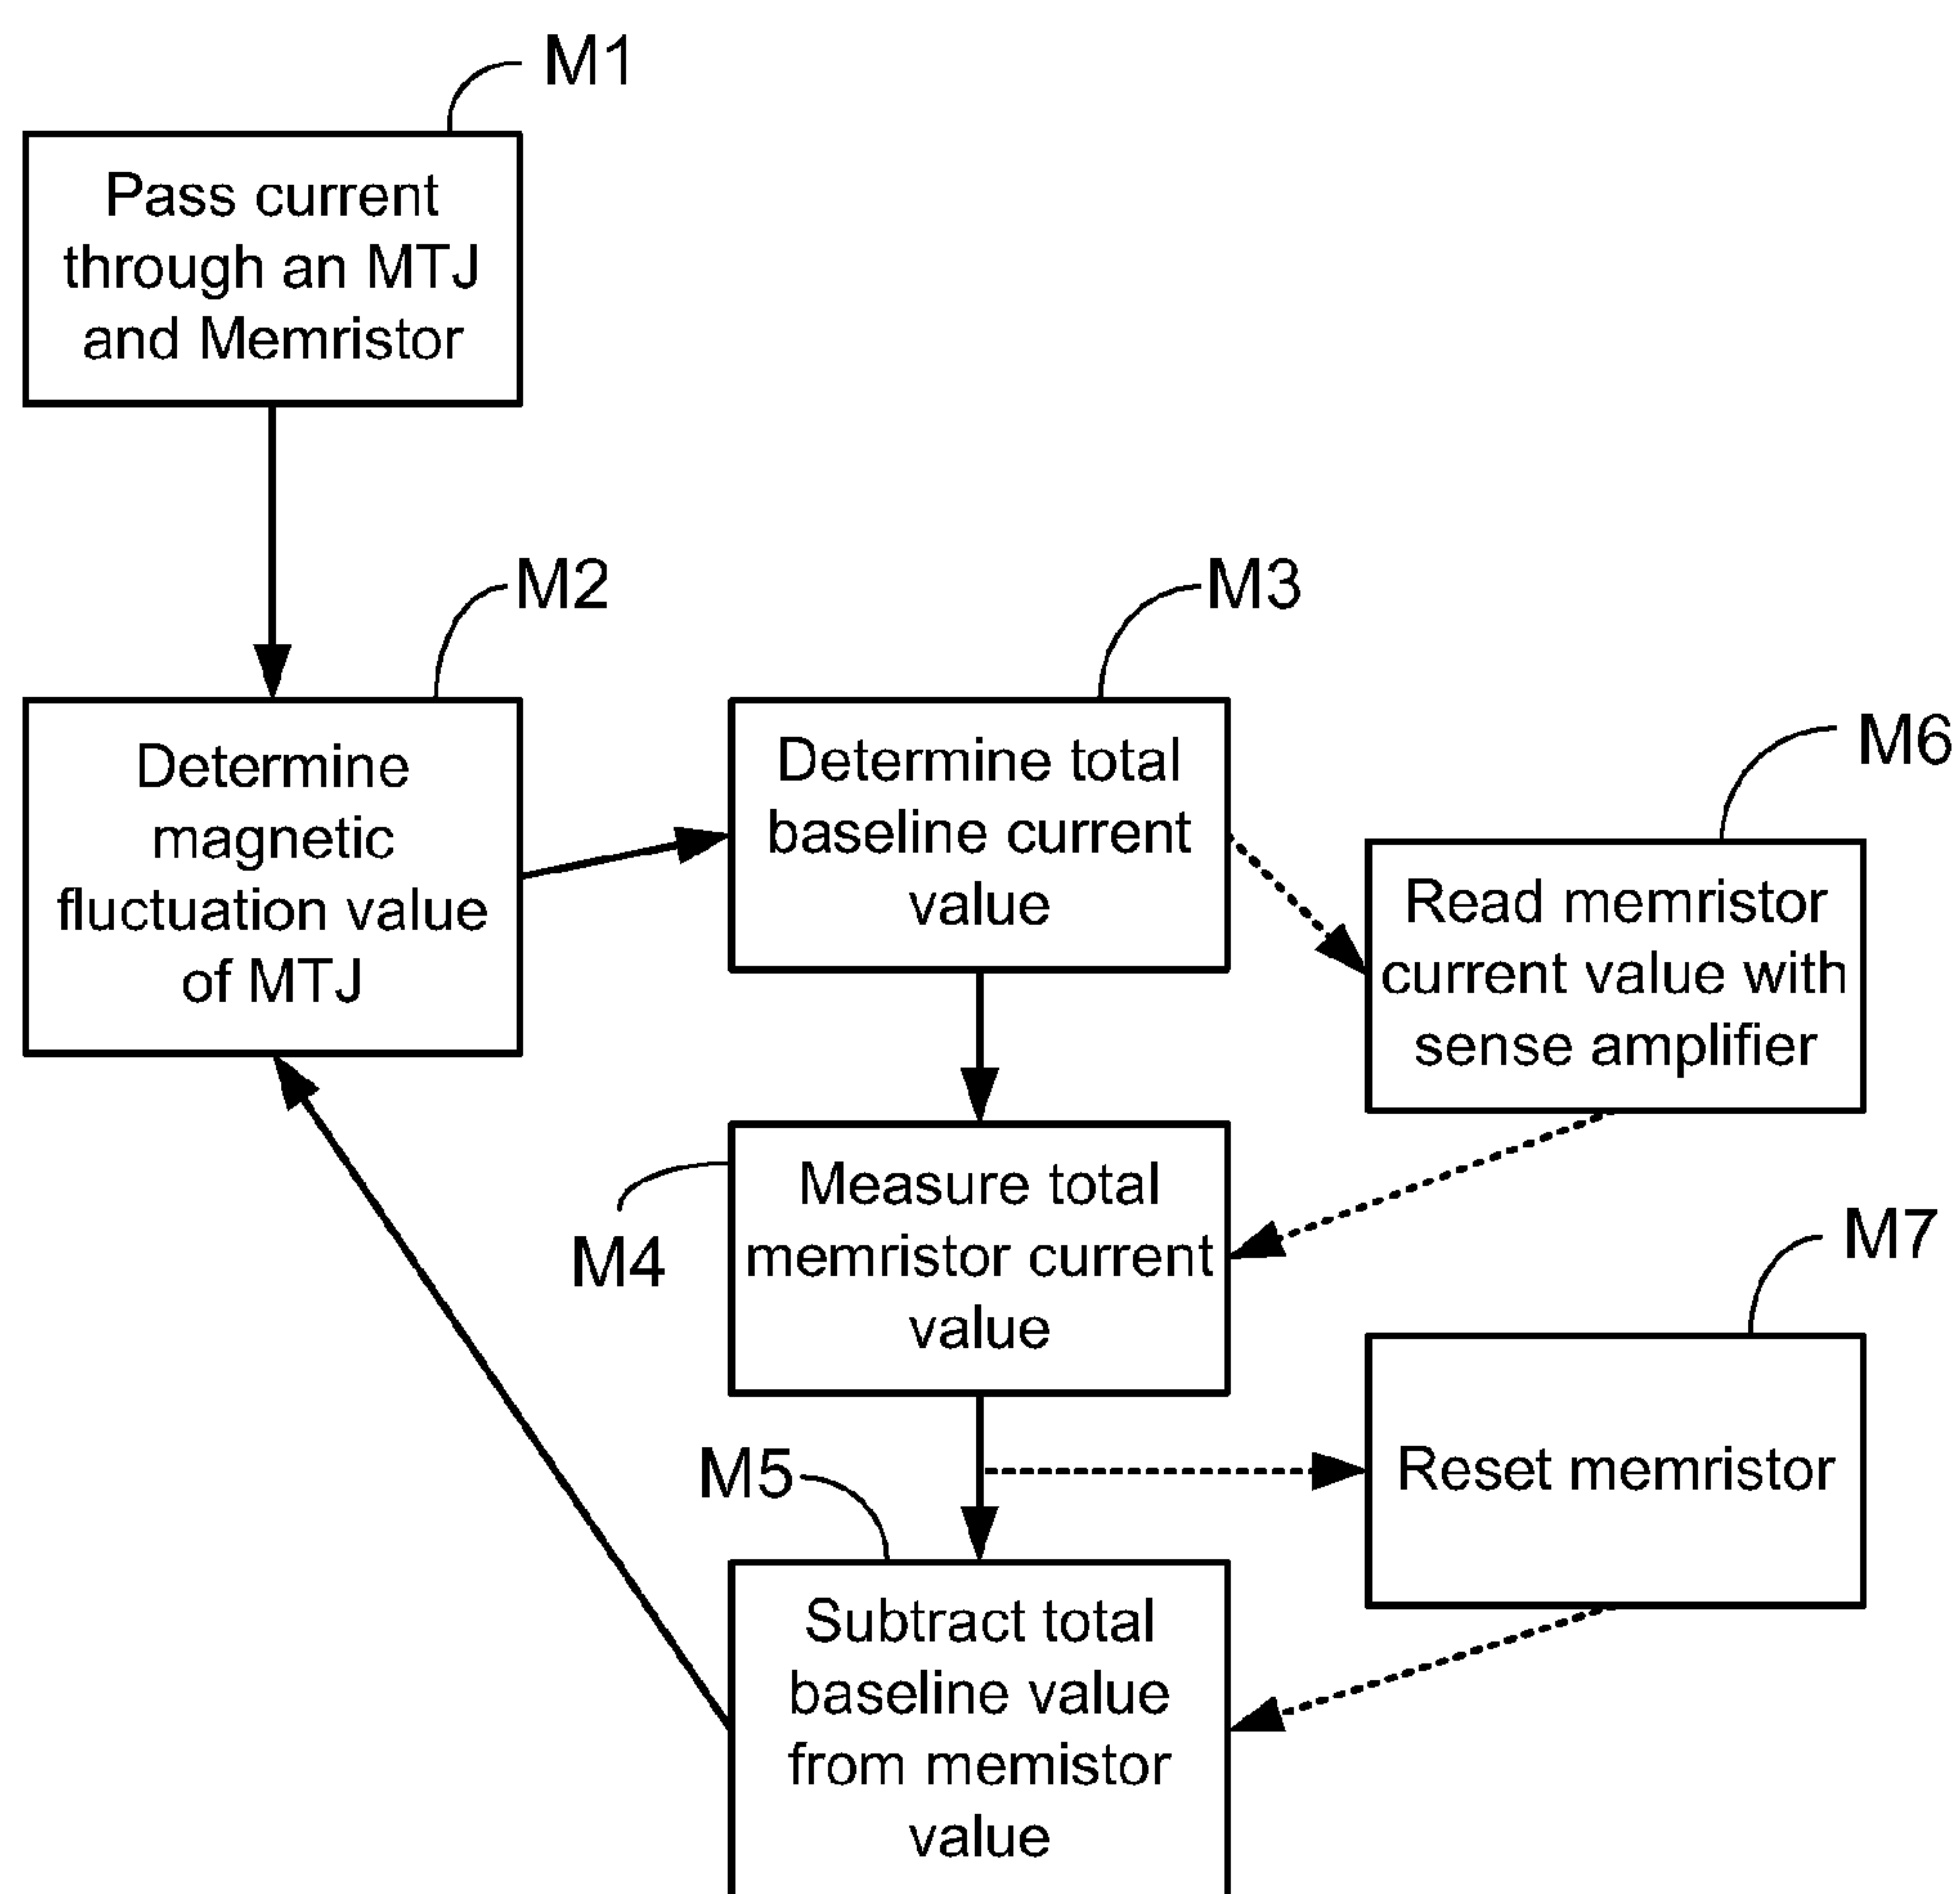 M1
Pass current
through an MTJ
and Memristor
M2
Determine
magnetic
fluctuation value
of MTJ
M3
Determine total
baseline current
value
M6
Read memristor
current value with
sense amplifier
M4
Measure total
memristor current
value
M7
Reset memristor
M5
Subtract total
baseline value
from memistor
value